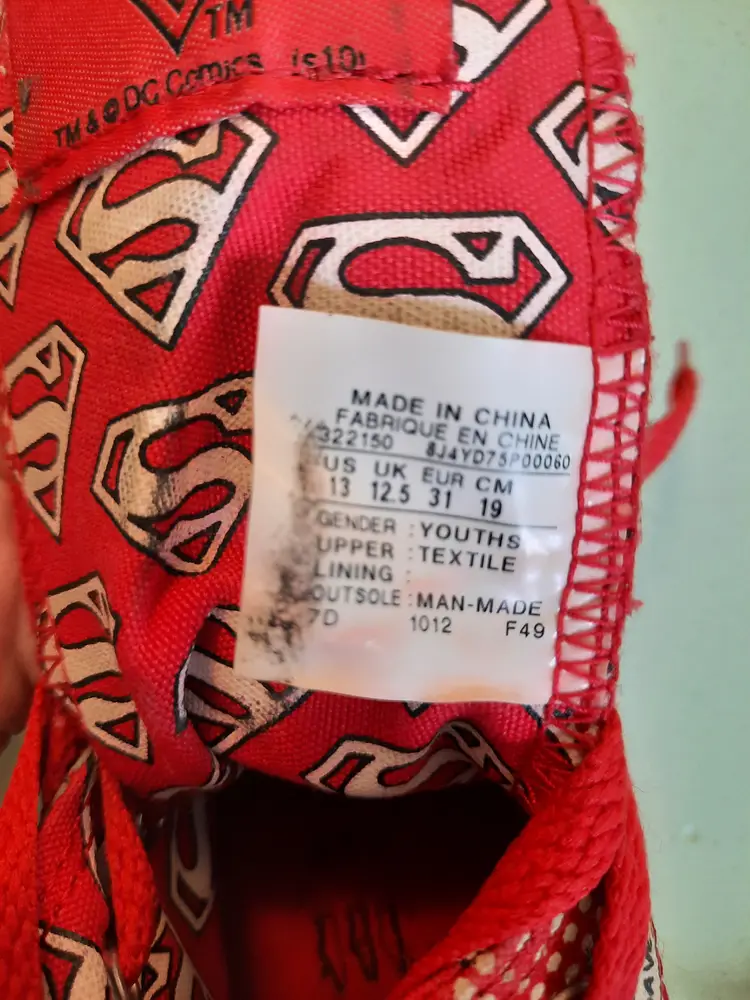 TM
TM & © DC Comics (s10)
MADE IN CHINA
FABRIQUE EN CHINE
322150 8J4YD75P00060
US UK EUR CM
13 12.5 31 19
GENDER : YOUTHS
UPPER : TEXTILE
LINING :
OUTSOLE : MAN-MADE
7D 1012 F49